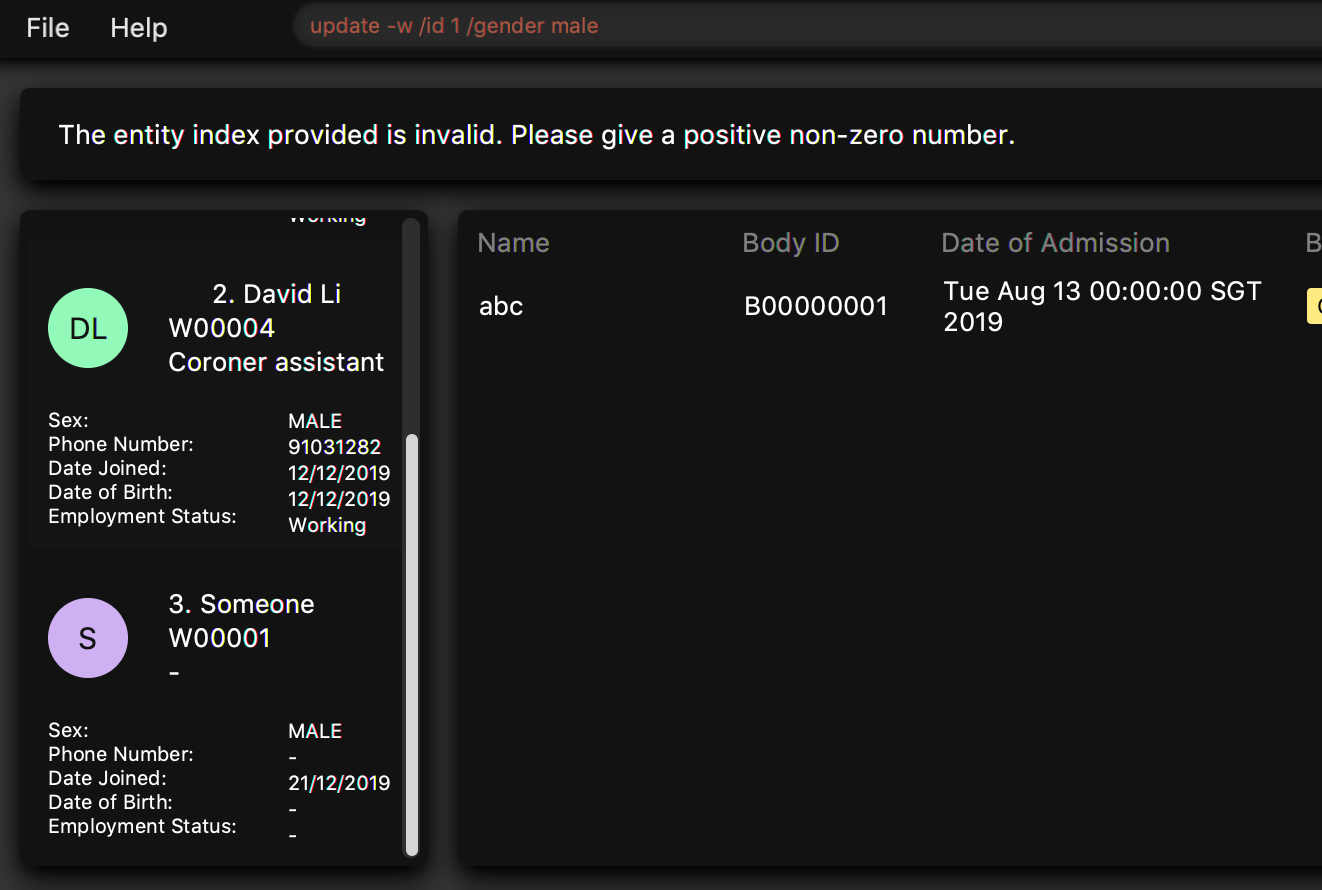 File Help
update -w /id 1 /gender male
The entity index provided is invalid. Please give a positive non-zero number.
Working
DL
2. David Li
W00004
Coroner assistant
Sex: MALE
Phone Number: 91031282
Date Joined: 12/12/2019
Date of Birth: 12/12/2019
Employment Status: Working
S
3. Someone
W00001
-
Sex: MALE
Phone Number: -
Date Joined: 21/12/2019
Date of Birth: -
Employment Status: -
Name Body ID Date of Admission B
abc B00000001 Tue Aug 13 00:00:00 SGT
2019